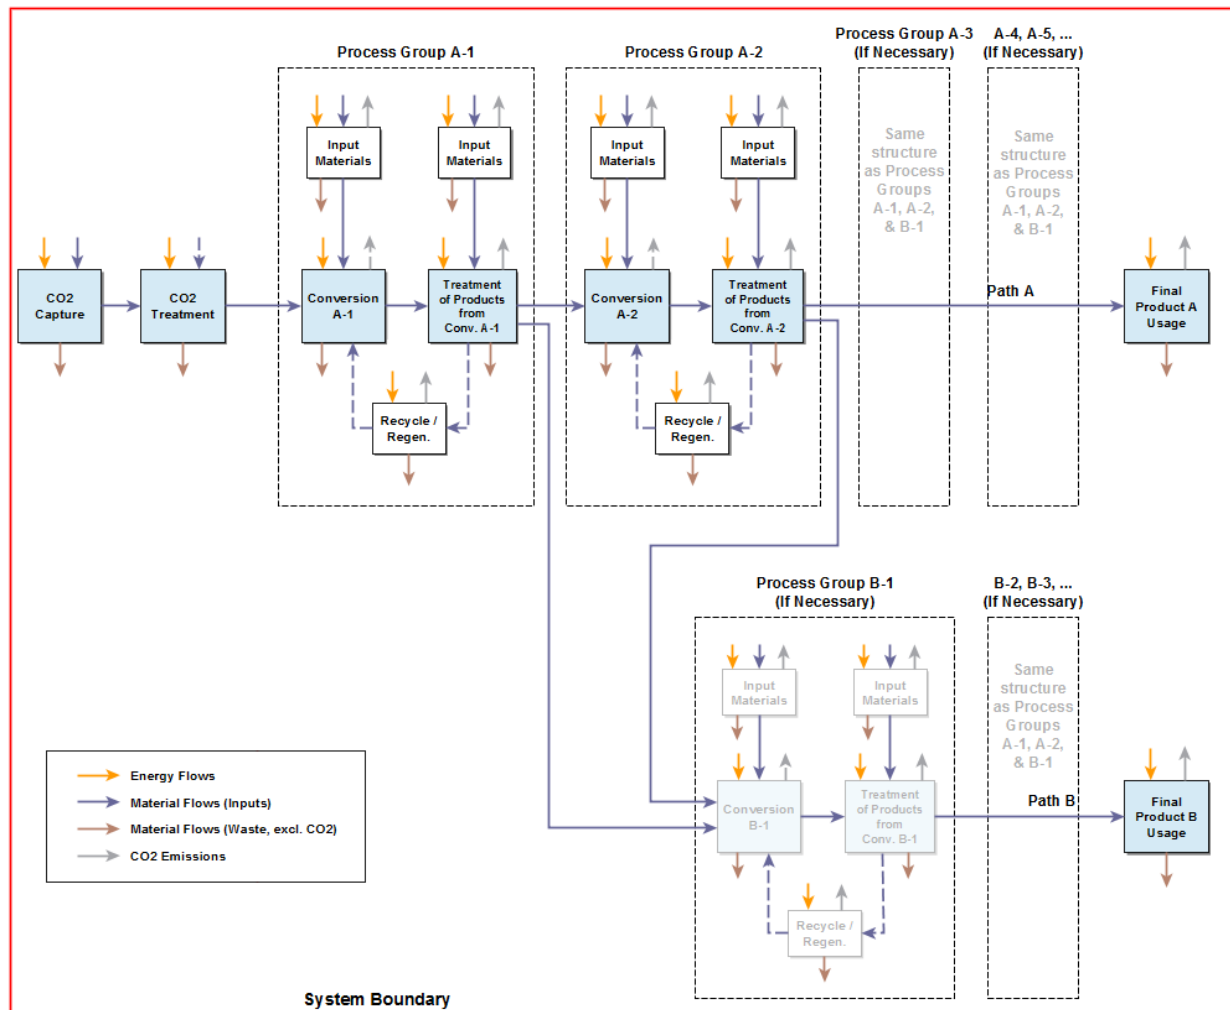 Process Group A-1
Process Group A-2
Process Group A-3
(If Necessary)
A-4, A-5, ...
(If Necessary)
Input
Materials
Input
Materials
Input
Materials
Input
Materials
Same
structure
as Process
Groups
A-1, A-2,
& B-1
Same
structure
as Process
Groups
A-1, A-2,
& B-1
CO2
Capture
CO2
Treatment
Conversion
A-1
Treatment
of Products
from
Conv. A-1
Conversion
A-2
Treatment
of Products
from
Conv. A-2
Path A
Final
Product A
Usage
Recycle /
Regen.
Recycle /
Regen.
Process Group B-1
(If Necessary)
B-2, B-3, ...
(If Necessary)
Input
Materials
Input
Materials
Same
structure
as Process
Groups
A-1, A-2,
& B-1
Conversion
B-1
Treatment
of Products
from
Conv. B-1
Path B
Final
Product B
Usage
Recycle /
Regen.
Energy Flows
Material Flows (Inputs)
Material Flows (Waste, excl. CO2)
CO2 Emissions
System Boundary